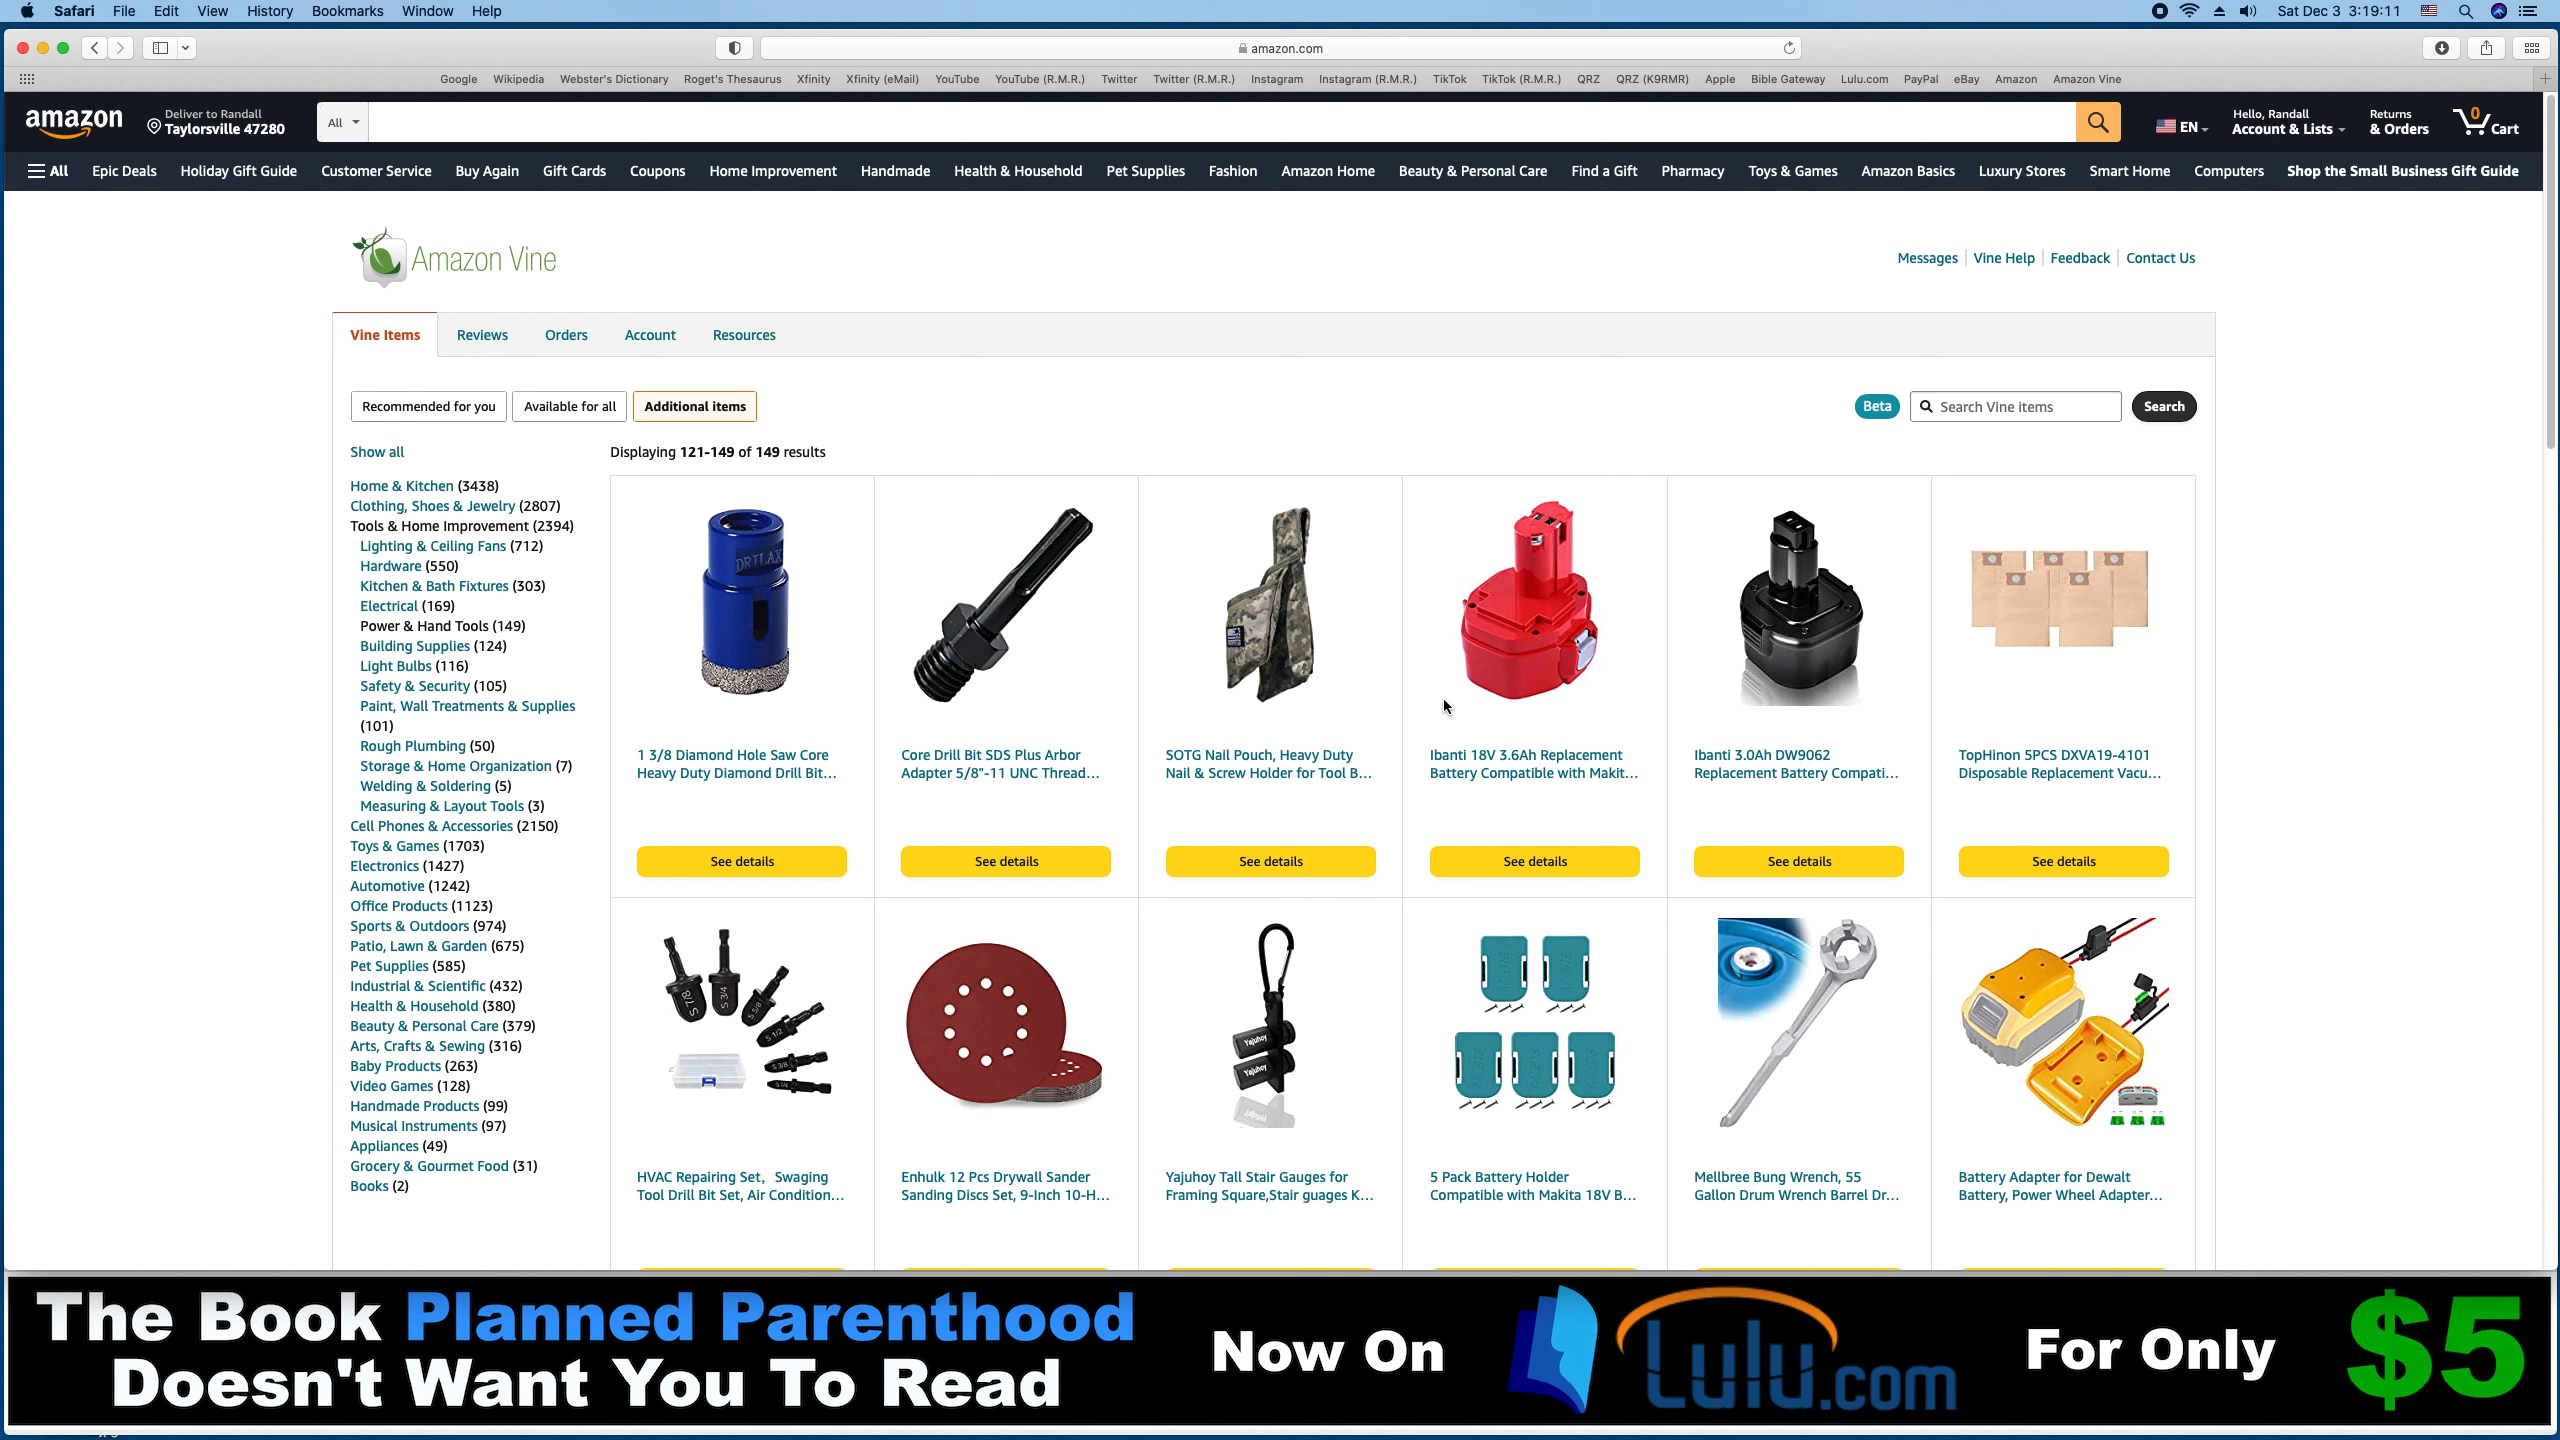 Safari File Edit View History Bookmarks Window Help Sat Dec 3 3:19:11
amazon.com
Google Wikipedia Webster's Dictionary Roget's Thesaurus Xfinity Xfinity (eMail) YouTube YouTube (R.M.R.) Twitter Twitter (R.M.R.) Instagram Instagram (R.M.R.) TikTok TikTok (R.M.R.) QRZ QRZ (K9RMR) Apple Bible Gateway Lulu.com PayPal eBay Amazon Amazon Vine
amazon
Deliver to Randall
Taylorsville 47280
All
EN
Hello, Randall
Account & Lists
Returns
& Orders
0
Cart
All Epic Deals Holiday Gift Guide Customer Service Buy Again Gift Cards Coupons Home Improvement Handmade Health & Household Pet Supplies Fashion Amazon Home Beauty & Personal Care Find a Gift Pharmacy Toys & Games Amazon Basics Luxury Stores Smart Home Computers Shop the Small Business Gift Guide
Amazon Vine
Messages Vine Help Feedback Contact Us
Vine Items Reviews Orders Account Resources
Recommended for you Available for all Additional items
Beta Search Vine items Search
Show all
Displaying 121-149 of 149 results
Home & Kitchen (3438)
Clothing, Shoes & Jewelry (2807)
Tools & Home Improvement (2394)
Lighting & Ceiling Fans (712)
Hardware (550)
Kitchen & Bath Fixtures (303)
Electrical (169)
Power & Hand Tools (149)
Building Supplies (124)
Light Bulbs (116)
Safety & Security (105)
Paint, Wall Treatments & Supplies
(101)
Rough Plumbing (50)
Storage & Home Organization (7)
Welding & Soldering (5)
Measuring & Layout Tools (3)
Cell Phones & Accessories (2150)
Toys & Games (1703)
Electronics (1427)
Automotive (1242)
Office Products (1123)
Sports & Outdoors (974)
Patio, Lawn & Garden (675)
Pet Supplies (585)
Industrial & Scientific (432)
Health & Household (380)
Beauty & Personal Care (379)
Arts, Crafts & Sewing (316)
Baby Products (263)
Video Games (128)
Handmade Products (99)
Musical Instruments (97)
Appliances (49)
Grocery & Gourmet Food (31)
Books (2)
DRILAX
1 3/8 Diamond Hole Saw Core
Heavy Duty Diamond Drill Bit...
See details
Core Drill Bit SDS Plus Arbor
Adapter 5/8"-11 UNC Thread...
See details
SOTG Nail Pouch, Heavy Duty
Nail & Screw Holder for Tool B...
See details
Ibanti 18V 3.6Ah Replacement
Battery Compatible with Makit...
See details
Ibanti 3.0Ah DW9062
Replacement Battery Compati...
See details
TopHinon 5PCS DXVA19-4101
Disposable Replacement Vacu...
See details
S 7/8
S 3/4
S 5/8
S 1/2
S 3/8
HVAC Repairing Set，Swaging
Tool Drill Bit Set, Air Condition...
Enhulk 12 Pcs Drywall Sander
Sanding Discs Set, 9-Inch 10-H...
Yajuhoy
Yajuhoy
Yajuhoy Tall Stair Gauges for
Framing Square,Stair guages K...
5 Pack Battery Holder
Compatible with Makita 18V B...
Mellbree Bung Wrench, 55
Gallon Drum Wrench Barrel Dr...
Battery Adapter for Dewalt
Battery, Power Wheel Adapter...
The Book Planned Parenthood
Doesn't Want You To Read
Now On
Lulu.com
For Only
$5